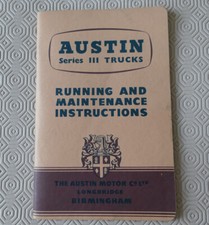 AUSTIN
Series III TRUCKS
RUNNING AND
MAINTENANCE
INSTRUCTIONS
THE AUSTIN MOTOR CO LTD
LONGBRIDGE
BIRMINGHAM